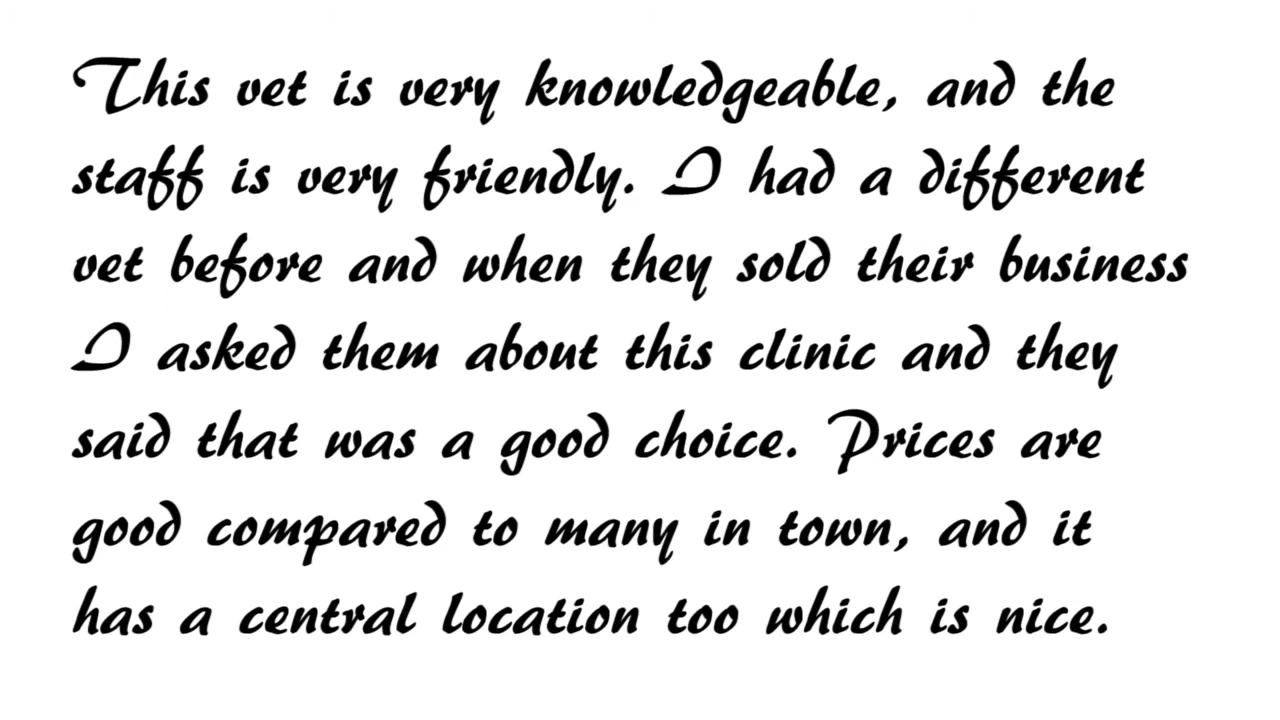 This vet is very knowledgeable, and the
staff is very friendly. I had a different
vet before and when they sold their business
I asked them about this clinic and they
said that was a good choice. Prices are
good compared to many in town, and it
has a central location too which is nice.